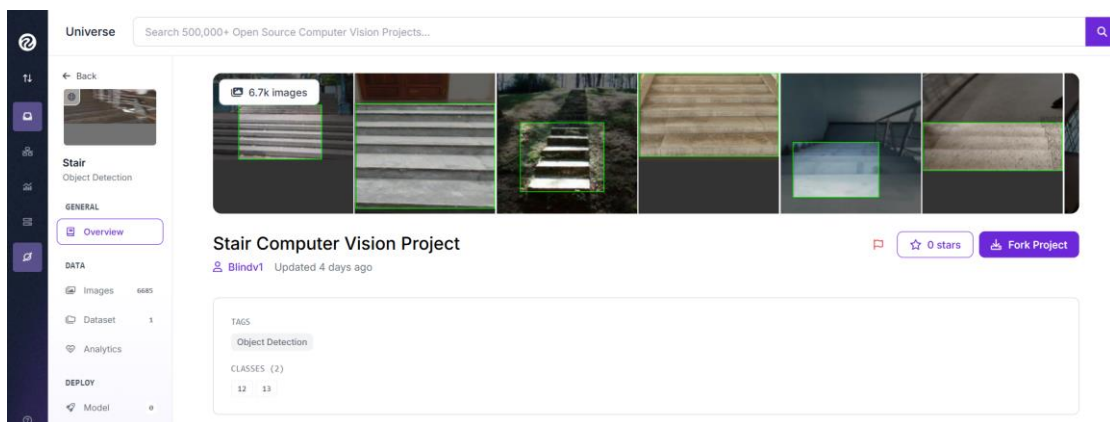 Universe
Search 500,000+ Open Source Computer Vision Projects...
Back
Stair
Object Detection
GENERAL
Overview
DATA
Images 6685
Dataset 1
Analytics
DEPLOY
Model 0
6.7k images
Stair Computer Vision Project
0 stars
Fork Project
Blindv1 Updated 4 days ago
TAGS
Object Detection
CLASSES (2)
12 13